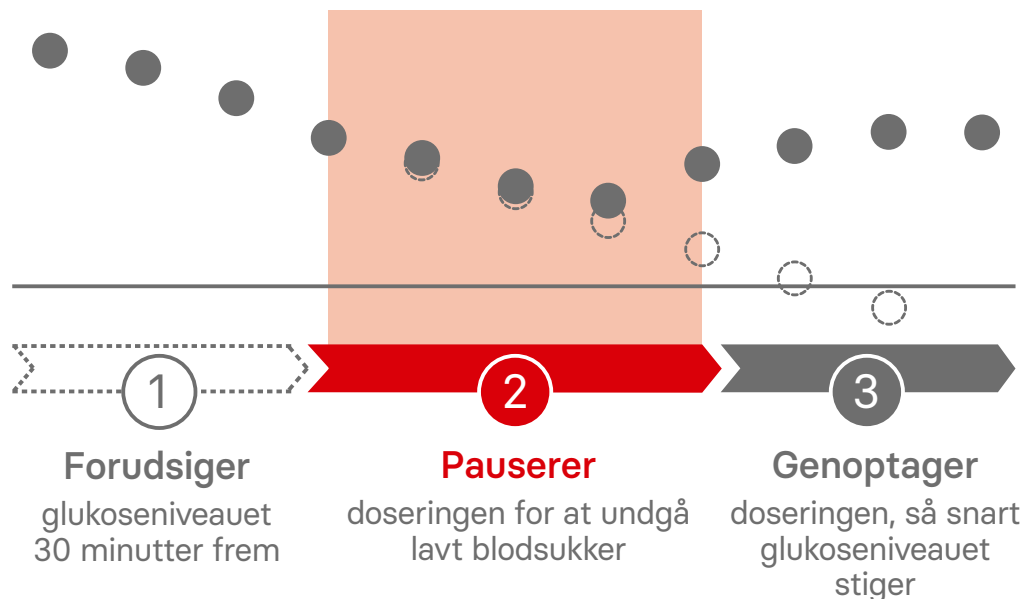 1
Forudsiger
glukoseniveauet
30 minutter frem
2
Pauserer
doseringen for at undgå
lavt blodsukker
3
Genoptager
doseringen, så snart
glukoseniveauet
stiger